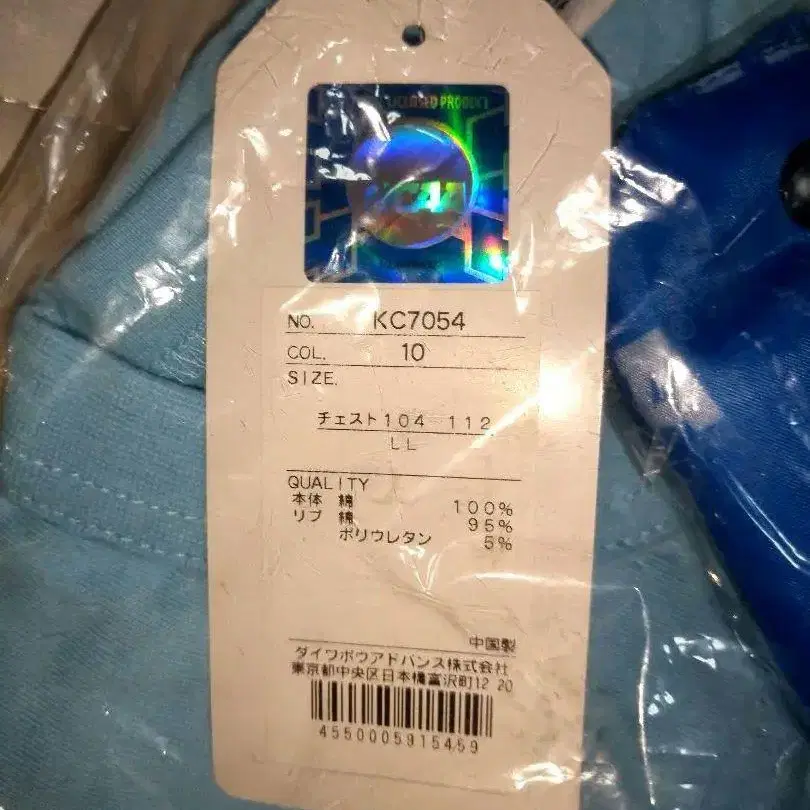 LICENSED PRODUCT
NCAA
NO. KC7054
COL. 10
SIZE.
チェスト104 112
LL
QUALITY
本体 綿 100%
リブ 綿 95%
ポリウレタン 5%
中国製
ダイワボウアドバンス株式会社
東京都中央区日本橋富沢町12 20
4550005915459